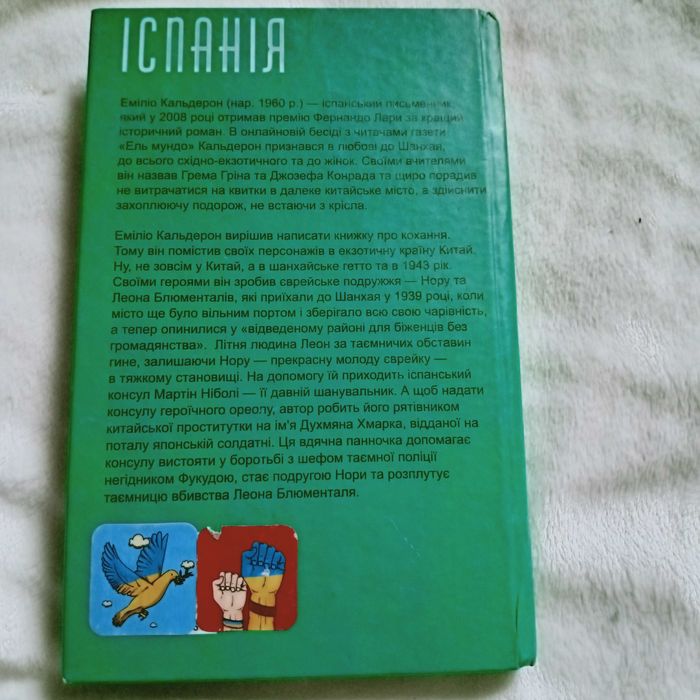 ІСПАНІЯ
Еміліо Кальдерон (нар. 1960 р.) — іспанський письменник,
який у 2008 році отримав премію Фернандо Лари за кращий
історичний роман. В онлайновій бесіді з читачами газети
«Ель мундо» Кальдерон признався в любові до Шанхая,
до всього східно-екзотичного та до жінок. Своїми вчителями
він назвав Грема Гріна та Джозефа Конрада та щиро порадив
не витрачатися на квитки в далеке китайське місто, а здійснити
захоплюючу подорож, не встаючи з крісла.
Еміліо Кальдерон вирішив написати книжку про кохання.
Тому він помістив своїх персонажів в екзотичну країну Китай.
Ну, не зовсім у Китай, а в шанхайське гетто та в 1943 рік.
Своїми героями він зробив єврейське подружжя — Нору та
Леона Блюменталів, які приїхали до Шанхая у 1939 році, коли
місто ще було вільним портом і зберігало всю свою чарівність,
а тепер опинилися у «відведеному районі для біженців без
громадянства». Літня людина Леон за таємничих обставин
гине, залишаючи Нору — прекрасну молоду єврейку —
в тяжкому становищі. На допомогу їй приходить іспанський
консул Мартін Ніболі — її давній шанувальник. А щоб надати
консулу героїчного ореолу, автор робить його рятівником
китайської проститутки на ім'я Духмяна Хмарка, відданої на
поталу японській солдатні. Ця вдячна панночка допомагає
консулу вистояти у боротьбі з шефом таємної поліції
негідником Фукудою, стає подругою Нори та розплутує
таємницю вбивства Леона Блюменталя.